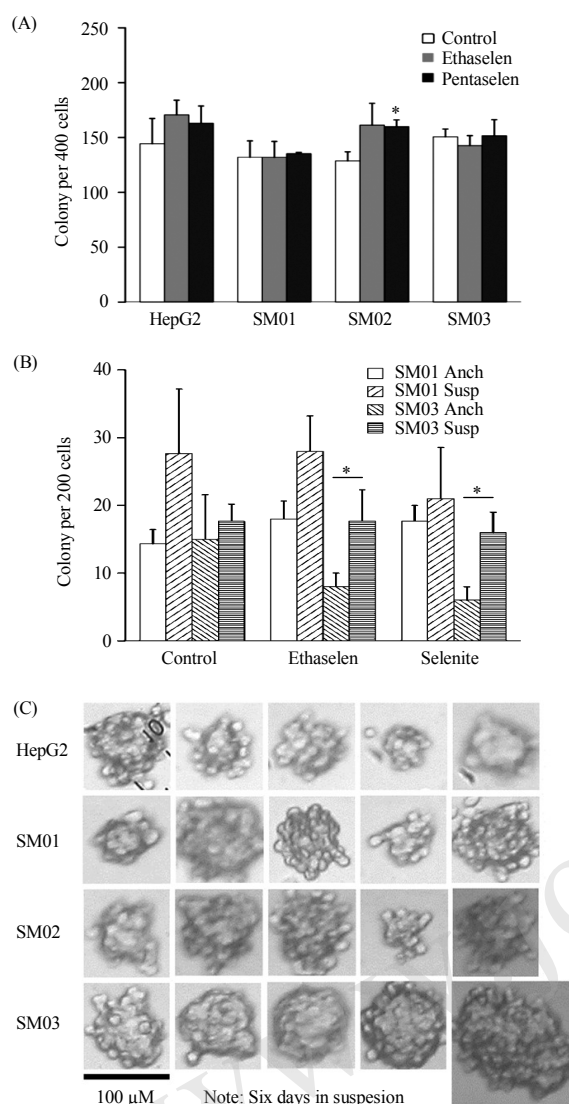 (A)
250
200
150
100
50
0
Colony per 400 cells
Control
Ethaselen
Pentaselen
*
HepG2 SM01 SM02 SM03
(B)
40
30
20
10
0
Colony per 200 cells
SM01 Anch
SM01 Susp
SM03 Anch
SM03 Susp
* *
Control Ethaselen Selenite
(C)
HepG2
10
SM01
SM02
SM03
100 µM Note: Six days in suspesion